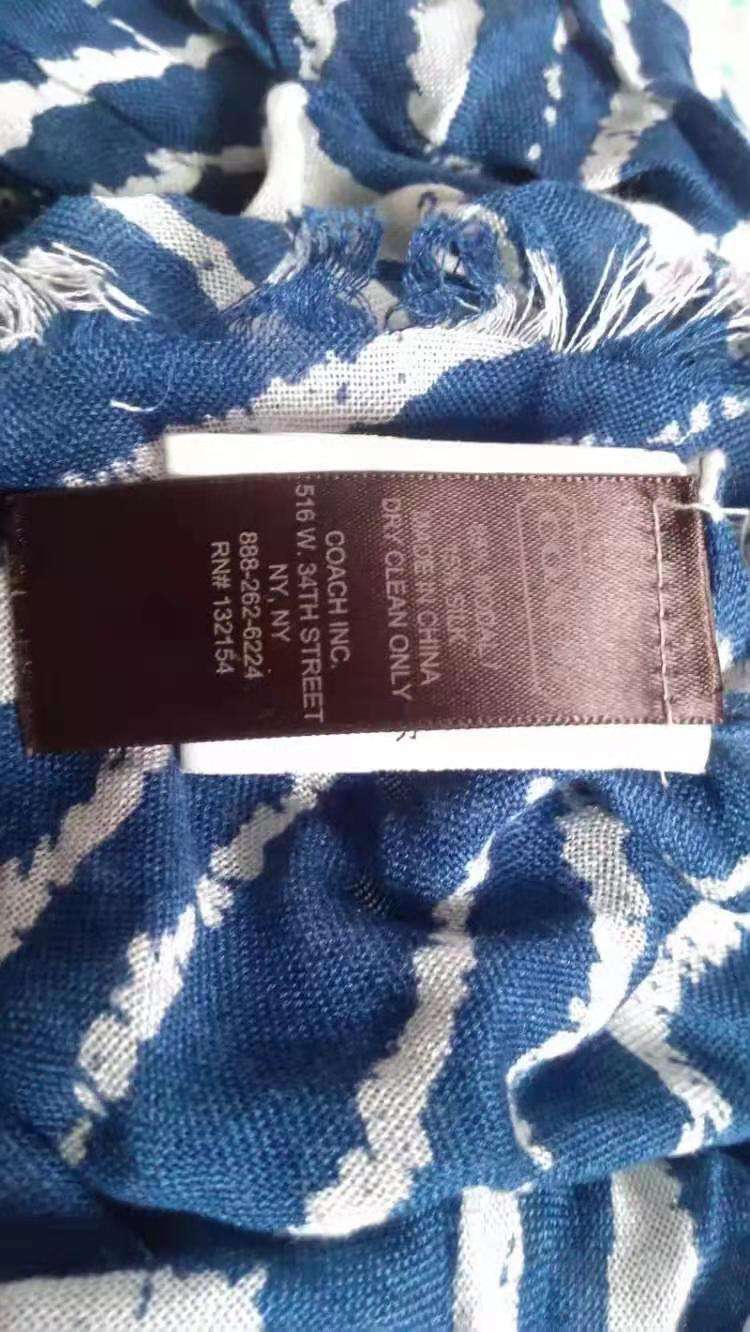 COACH
SILK
MADE IN CHINA
DRY CLEAN ONLY
COACH INC.
516 W. 34TH STREET
NY, NY
888-262-6224
RN# 132154